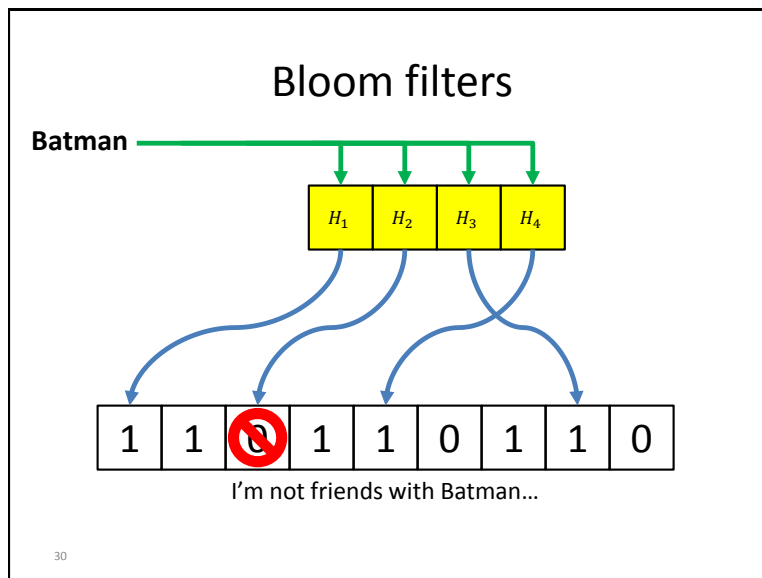 Bloom filters
Batman
H₁ H₂ H₃ H₄
1 1 0 1 1 0 1 1 0
I'm not friends with Batman…
30